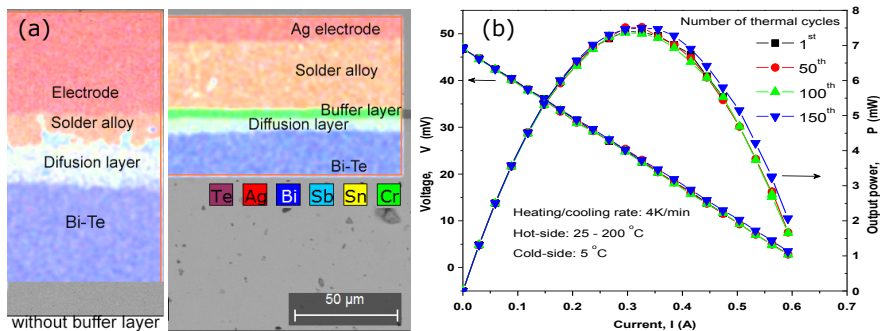 (a)
Electrode
Solder alloy
Difusion layer
Bi-Te
without buffer layer
Ag electrode
Solder alloy
Buffer layer
Difusion layer
Bi-Te
Te Ag Bi Sb Sn Cr
50 µm
(b)
Number of thermal cycles
1st
50th
100th
150th
Heating/cooling rate: 4K/min
Hot-side: 25 - 200 °C
Cold-side: 5 °C
Voltage, V (mV)
50
40
30
20
10
0
0.0 0.1 0.2 0.3 0.4 0.5 0.6 0.7
Current, I (A)
8
7
6
5
4
3
2
1
0
Output power, P (mW)